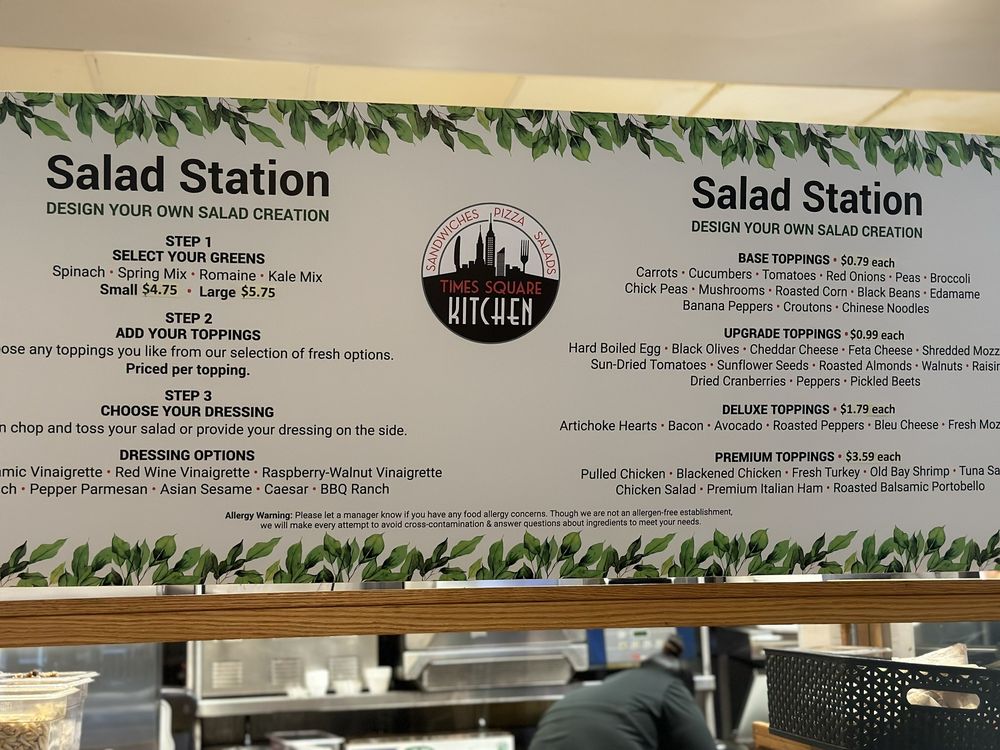 Salad Station
DESIGN YOUR OWN SALAD CREATION
STEP 1
SELECT YOUR GREENS
Spinach • Spring Mix • Romaine • Kale Mix
Small $4.75 • Large $5.75
STEP 2
ADD YOUR TOPPINGS
any toppings you like from our selection of fresh options.
Priced per topping.
STEP 3
CHOOSE YOUR DRESSING
chop and toss your salad or provide your dressing on the side.
DRESSING OPTIONS
Vinaigrette • Red Wine Vinaigrette • Raspberry-Walnut Vinaigrette
• Pepper Parmesan • Asian Sesame • Caesar • BBQ Ranch
SANDWICHES PIZZA SALADS
TIMES SQUARE
KITCHEN
Salad Station
DESIGN YOUR OWN SALAD CREATION
BASE TOPPINGS • $0.79 each
Carrots • Cucumbers • Tomatoes • Red Onions • Peas • Broccoli
Chick Peas • Mushrooms • Roasted Corn • Black Beans • Edamame
Banana Peppers • Croutons • Chinese Noodles
UPGRADE TOPPINGS • $0.99 each
Hard Boiled Egg • Black Olives • Cheddar Cheese • Feta Cheese • Shredded
Sun-Dried Tomatoes • Sunflower Seeds • Roasted Almonds • Walnuts •
Dried Cranberries • Peppers • Pickled Beets
DELUXE TOPPINGS • $1.79 each
Artichoke Hearts • Bacon • Avocado • Roasted Peppers • Bleu Cheese • Fresh
PREMIUM TOPPINGS • $3.59 each
Pulled Chicken • Blackened Chicken • Fresh Turkey • Old Bay Shrimp • Tuna
Chicken Salad • Premium Italian Ham • Roasted Balsamic Portobello
Allergy Warning: Please let a manager know if you have any food allergy concerns. Though we are not an allergen-free establishment,
we will make every attempt to avoid cross-contamination & answer questions about ingredients to meet your needs.